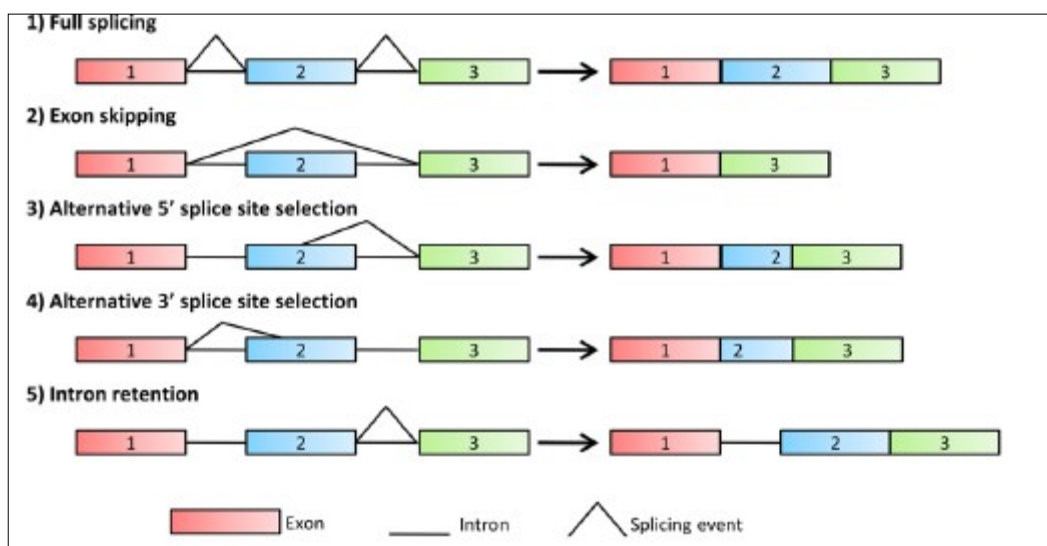 1) Full splicing
1 2 3 1 2 3
2) Exon skipping
1 2 3 1 3
3) Alternative 5’ splice site selection
1 2 3 1 2 3
4) Alternative 3’ splice site selection
1 2 3 1 2 3
5) Intron retention
1 2 3 1 2 3
Exon Intron Splicing event